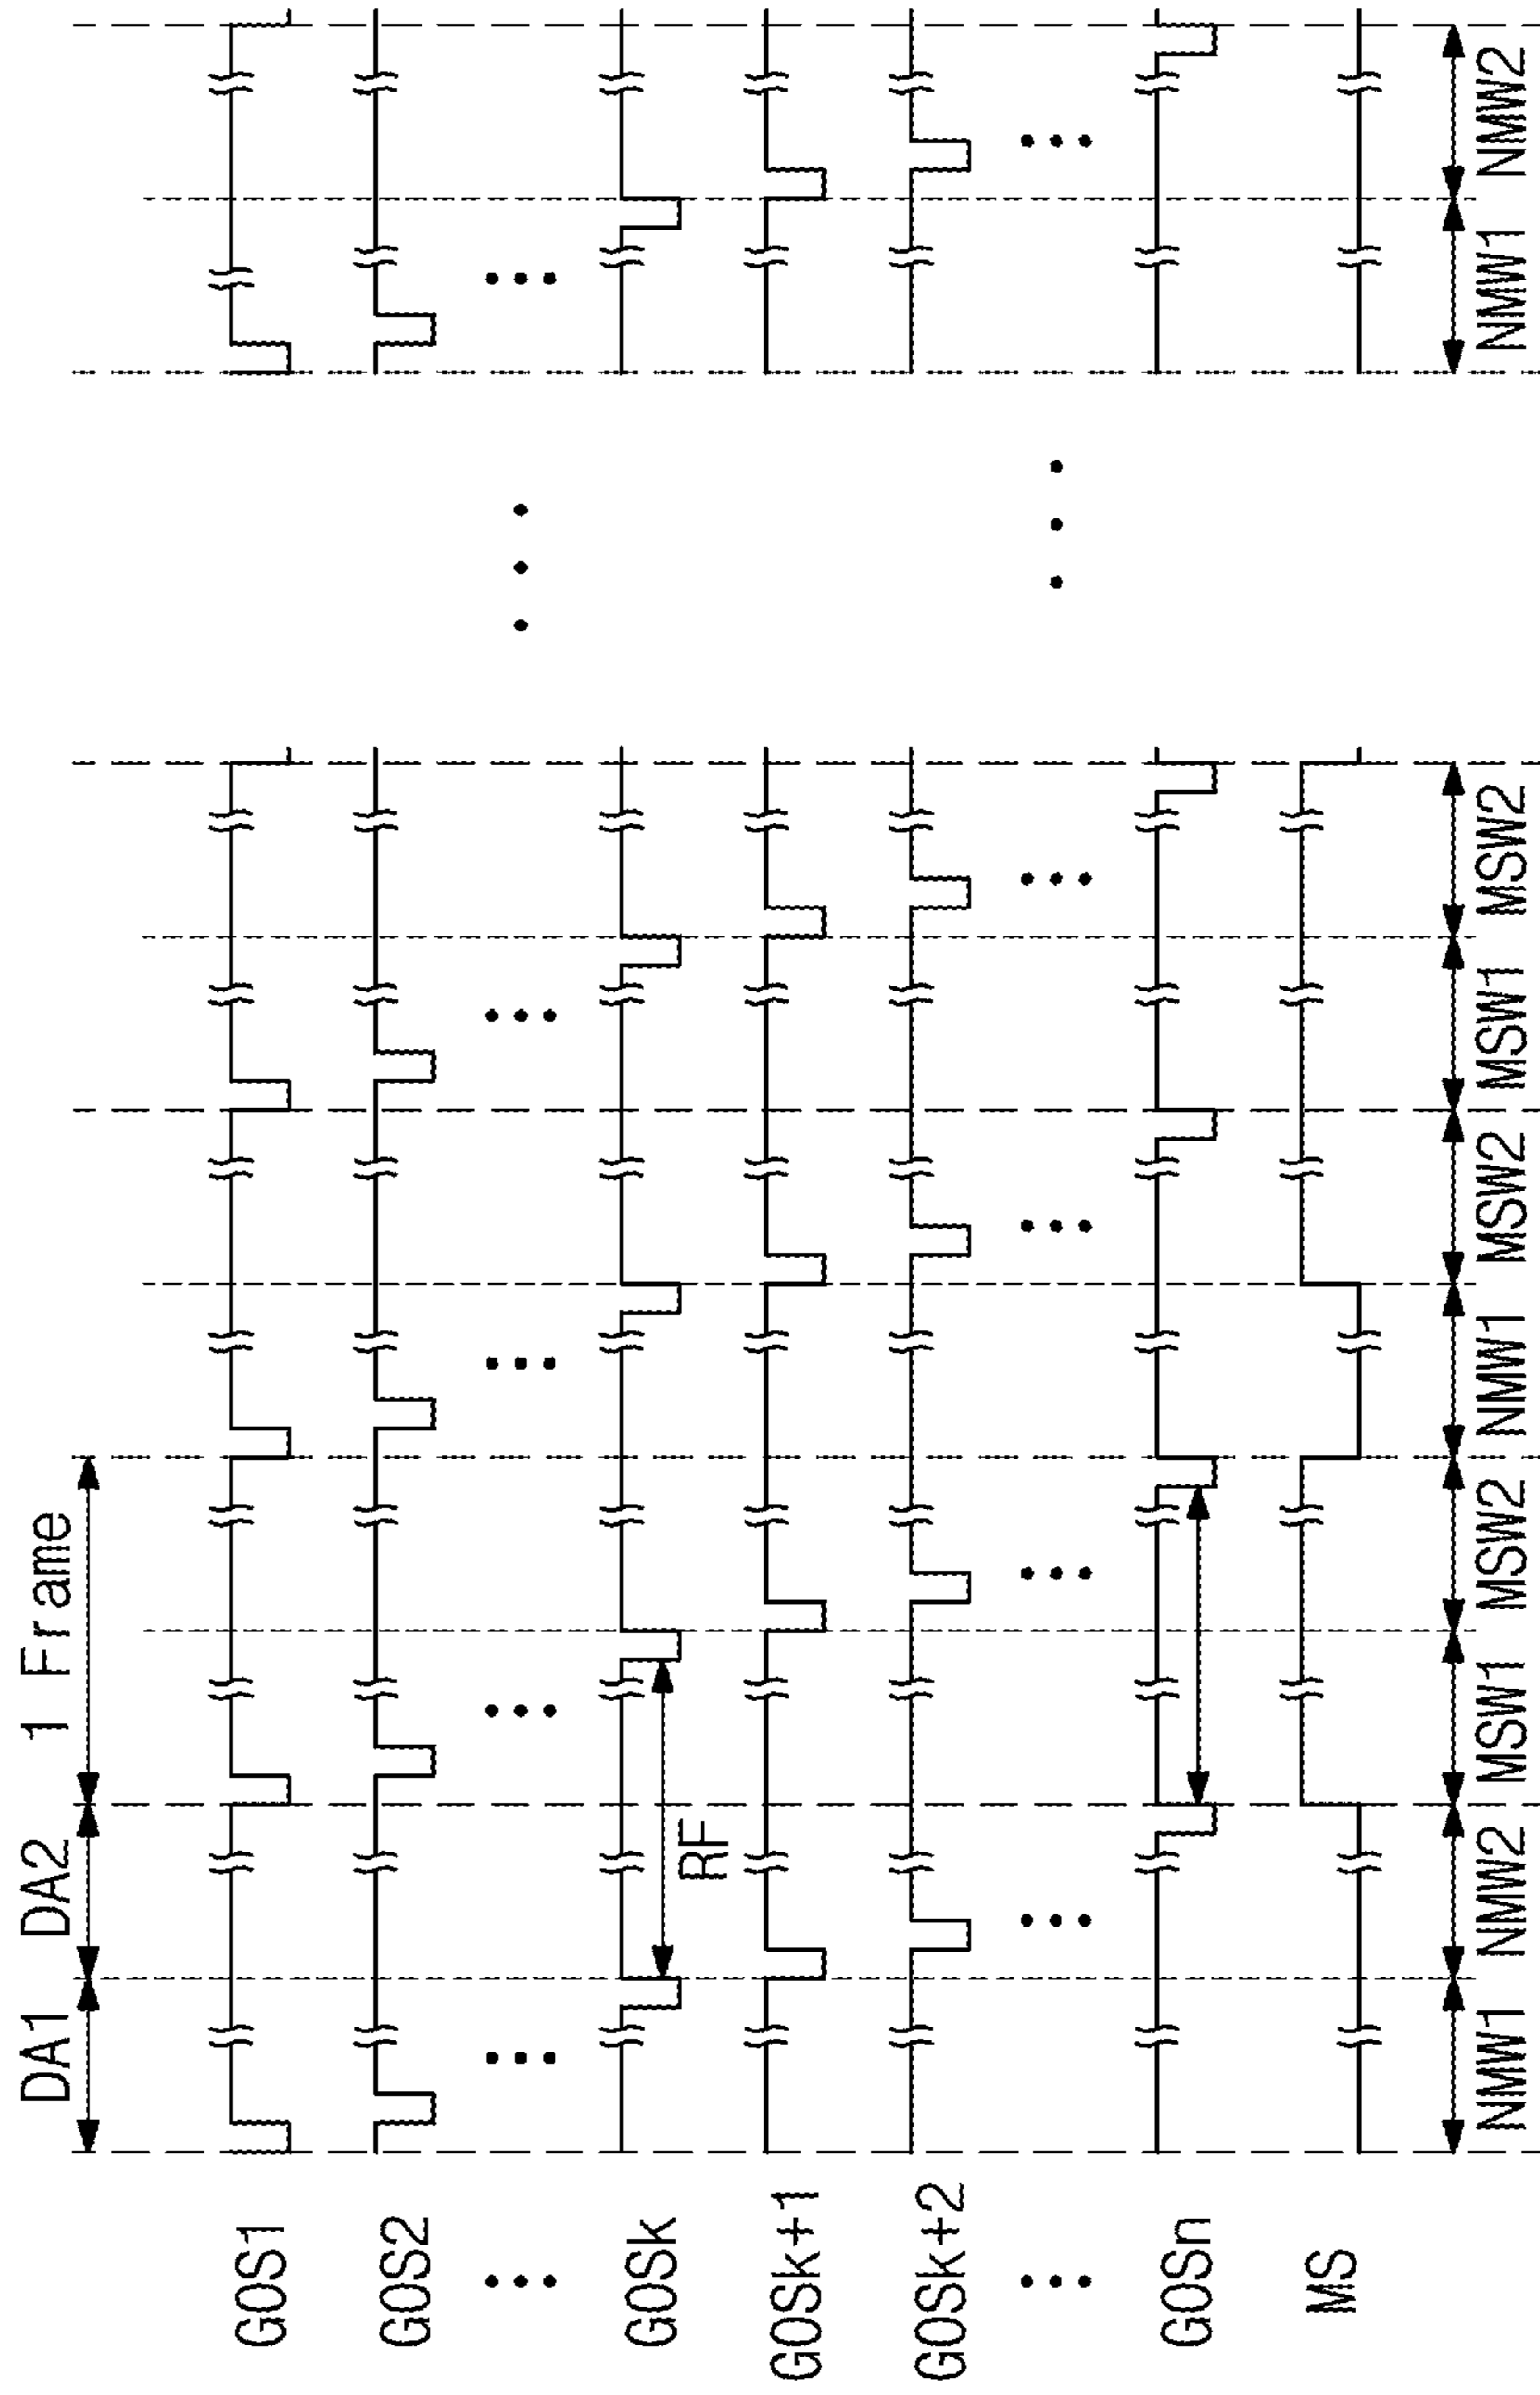 DA1 DA2 1 Frame
GOS1
GOS2
GOSk
RF
GOSk+1
GOSk+2
GOSn
MS
NMW1 NMW2 MSW1 MSW2 NMW1 MSW2 MSW1 MSW2 NMW1 NMW2